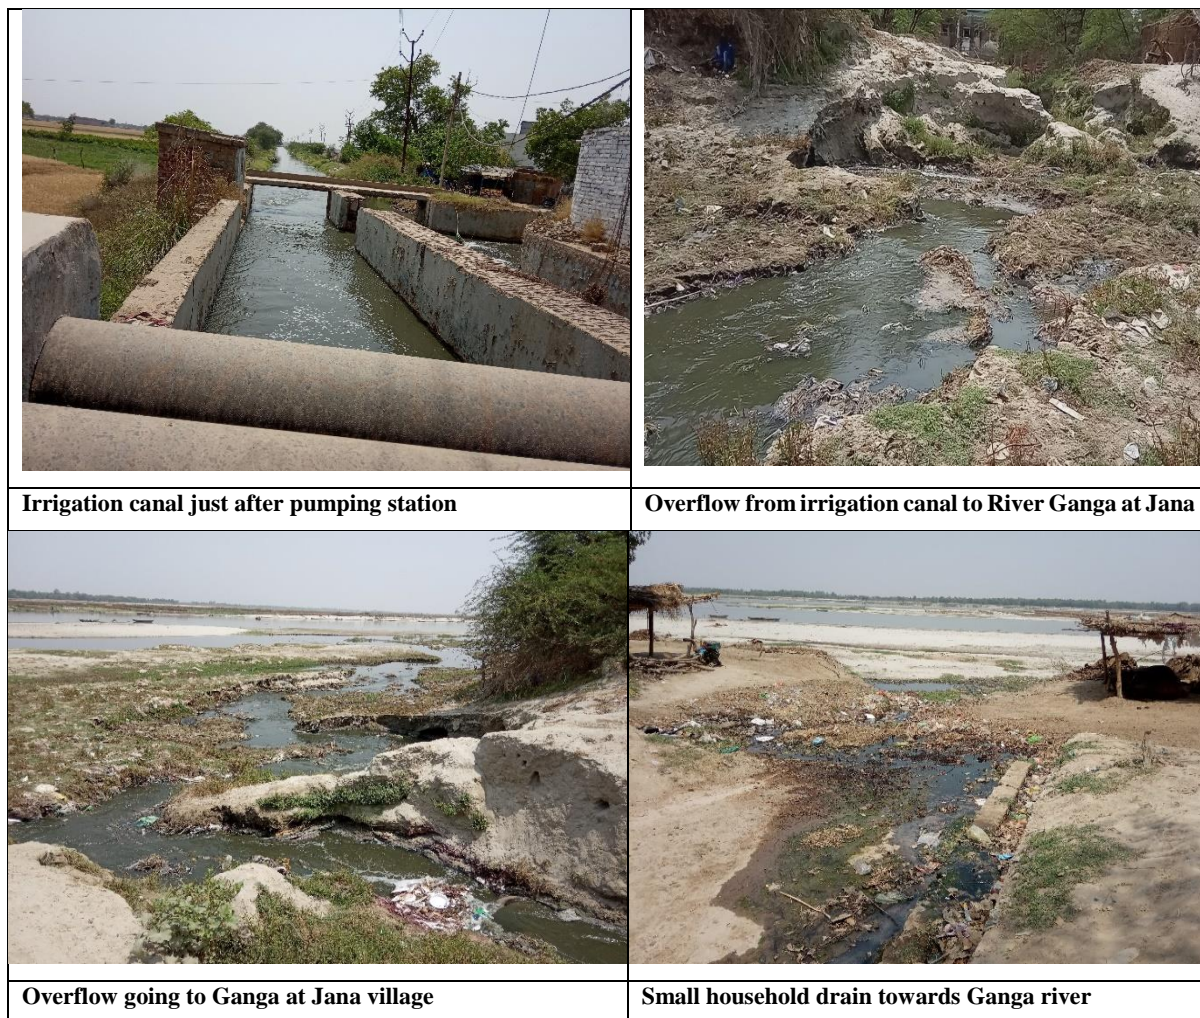 Irrigation canal just after pumping station
Overflow from irrigation canal to River Ganga at Jana
Overflow going to Ganga at Jana village
Small household drain towards Ganga river